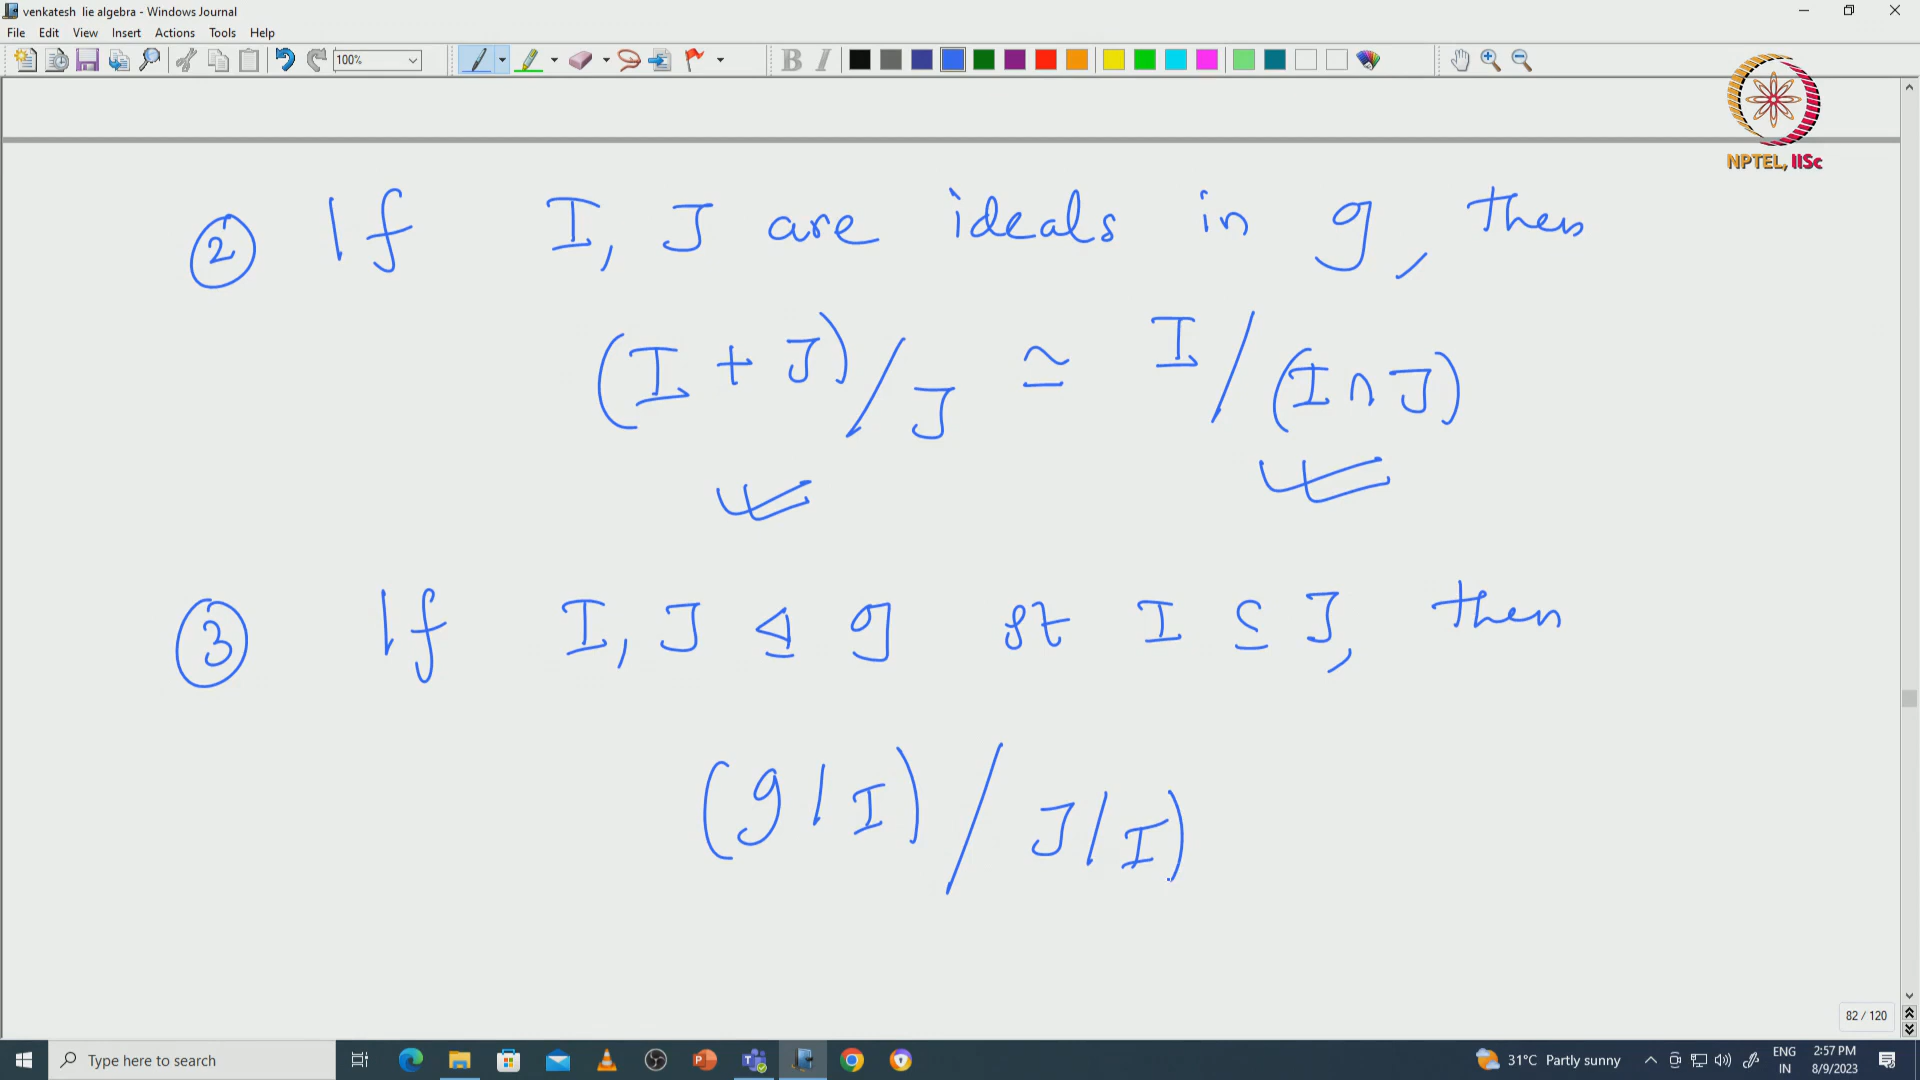 venkatesh lie algebra - Windows Journal
File Edit View Insert Actions Tools Help
100%
B I
NPTEL, IISc
② If I, J are ideals in g, then
(I + J)/J ≅ I/(I ∩ J)
③ If I, J ⊴ g st I ⊆ J, then
(g/I)/J/I)
82 / 120
Type here to search
31°C Partly sunny
ENG
IN
2:57 PM
8/9/2023